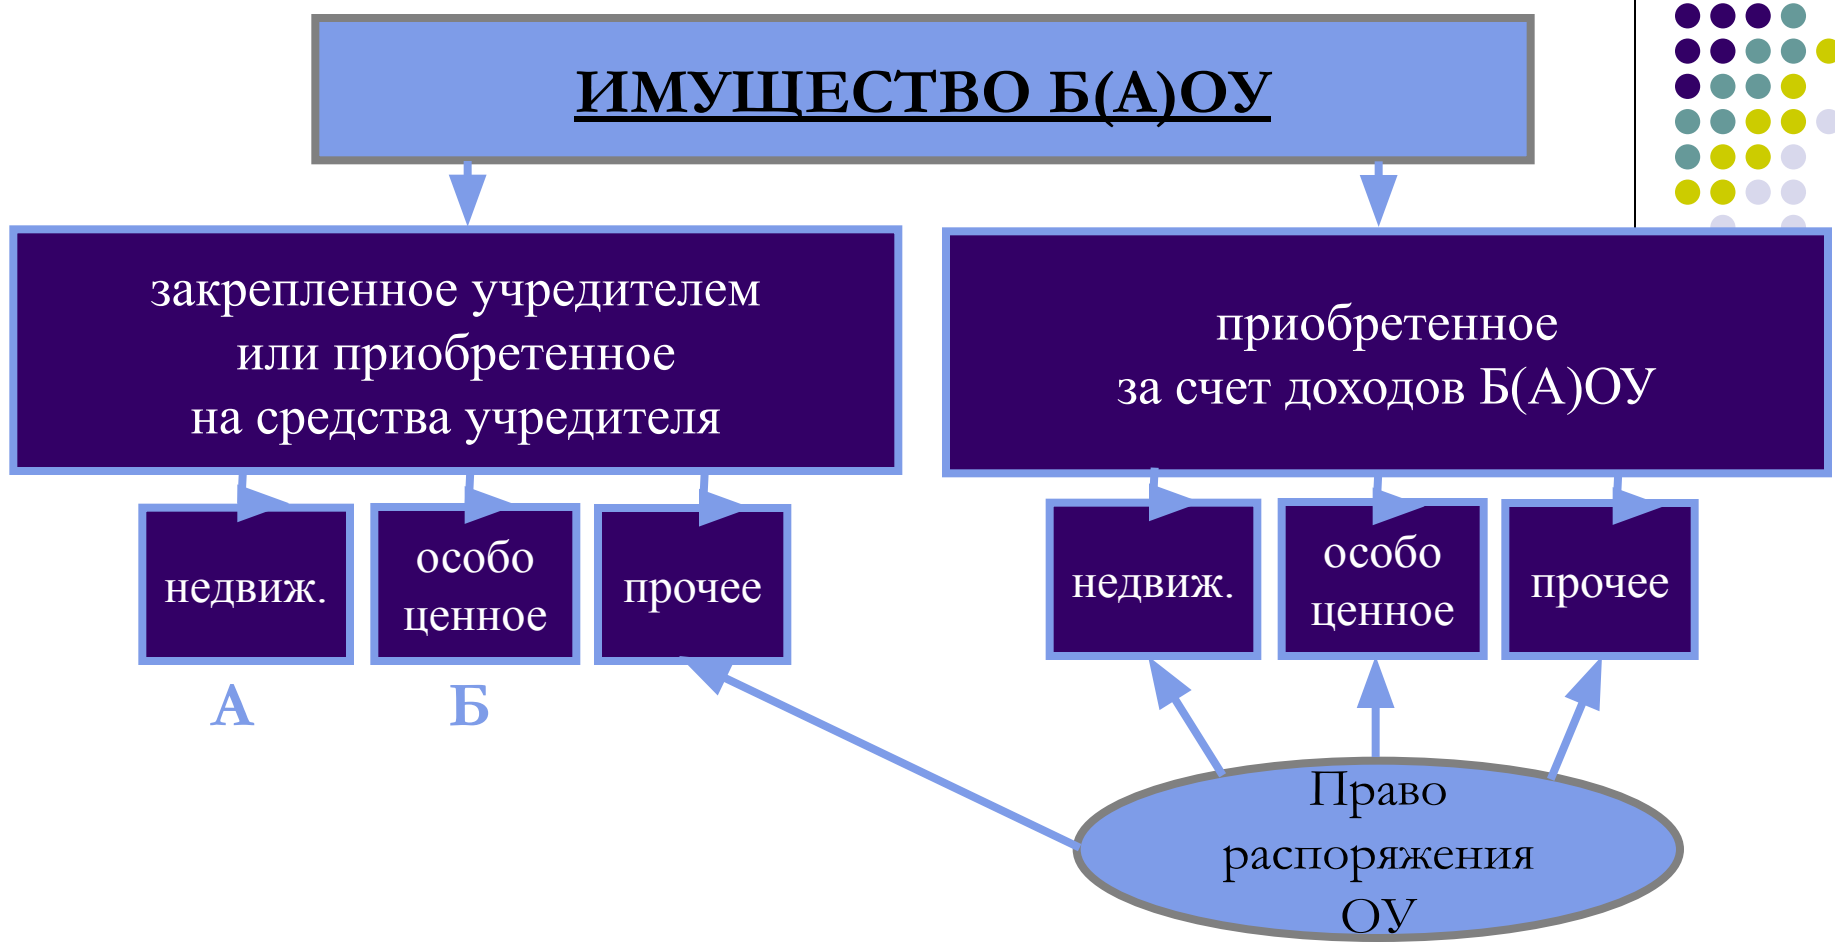 ИМУЩЕСТВО Б(А)ОУ
закрепленное учредителем
или приобретенное
на средства учредителя
приобретенное
за счет доходов Б(А)ОУ
недвиж.
особо
ценное
прочее
недвиж.
особо
ценное
прочее
А
Б
Право
распоряжения
ОУ